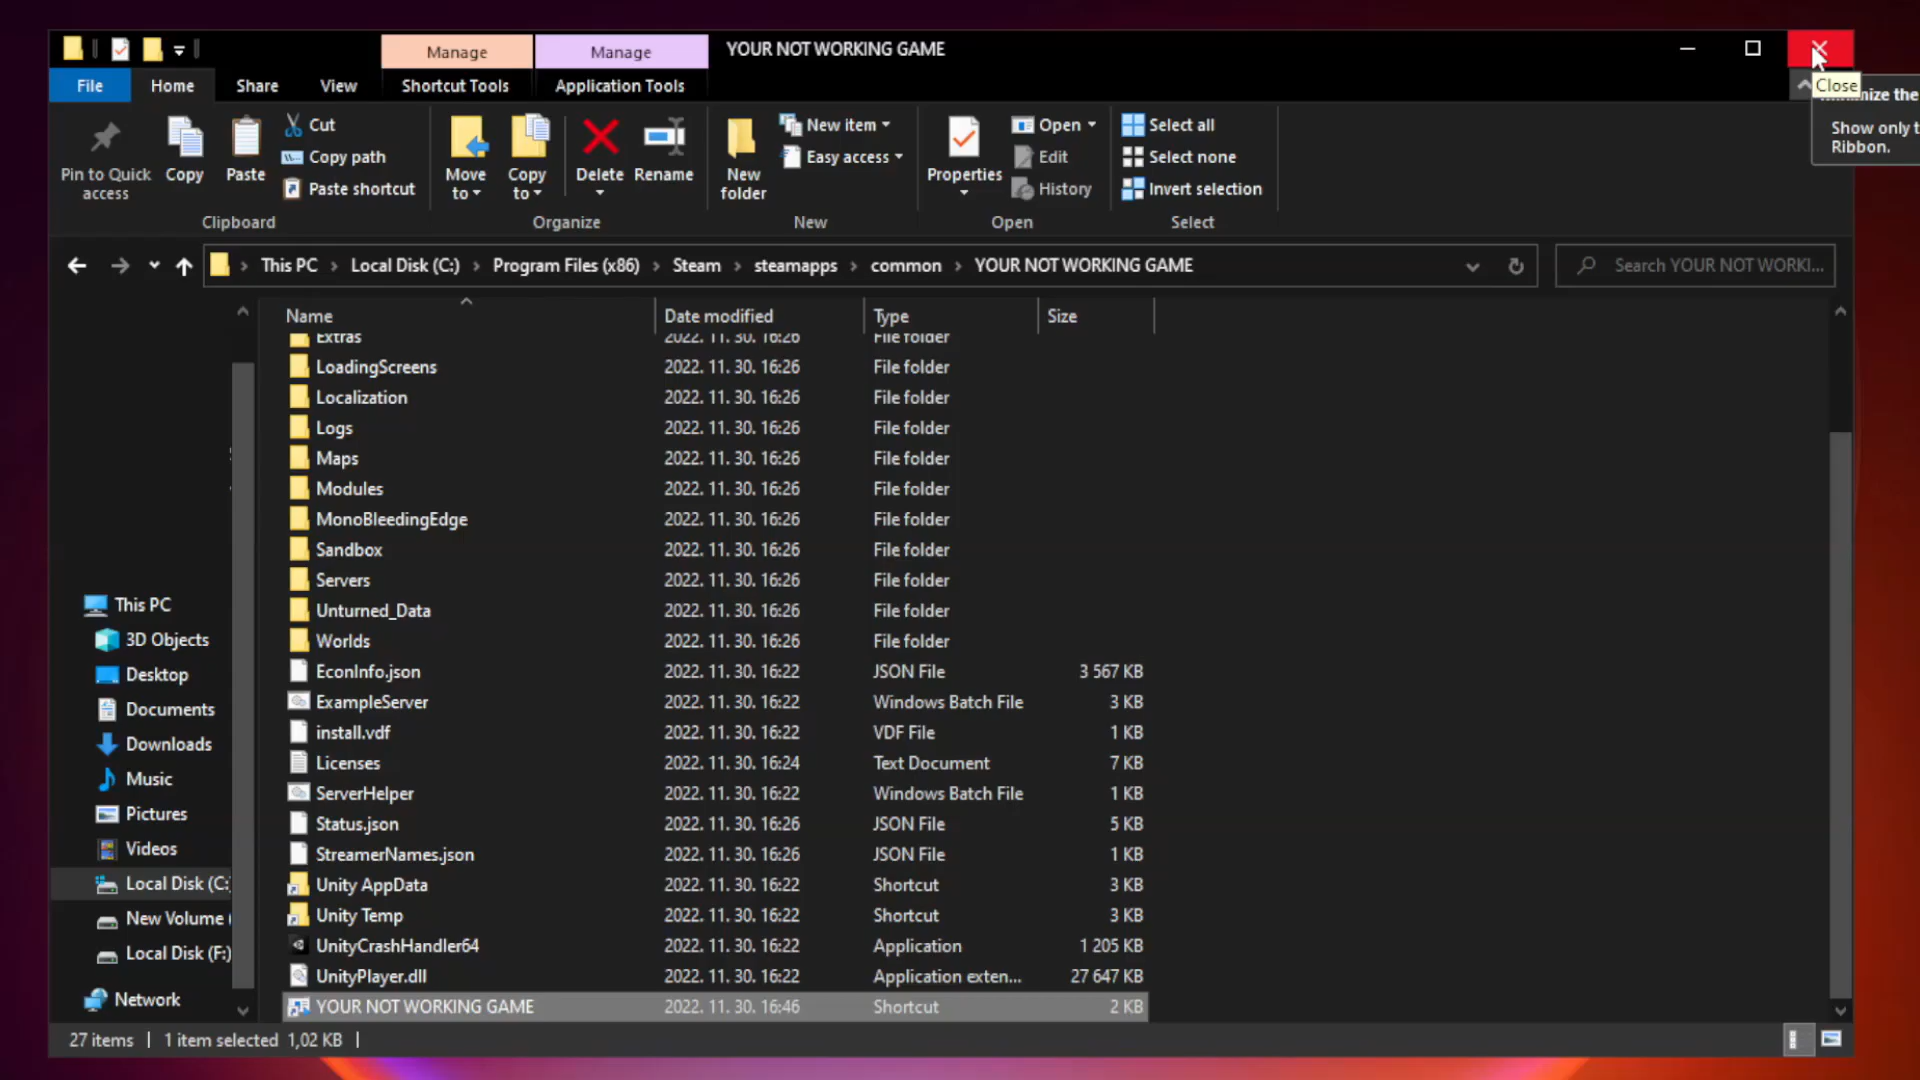 Manage
Manage
YOUR NOT WORKING GAME
File
Home
Share
View
Shortcut Tools
Application Tools
Close
the
Show only t
Ribbon.
Pin to Quick access
Copy
Paste
Cut
Copy path
Paste shortcut
Move to
Copy to
Delete
Rename
New folder
New item
Easy access
Properties
Open
Edit
History
Select all
Select none
Invert selection
Clipboard
Organize
New
Open
Select
This PC > Local Disk (C:) > Program Files (x86) > Steam > steamapps > common > YOUR NOT WORKING GAME
Search YOUR NOT WORKI...
Name Date modified Type Size
Extras 2022. 11. 30. 16:26 File folder
LoadingScreens 2022. 11. 30. 16:26 File folder
Localization 2022. 11. 30. 16:26 File folder
Logs 2022. 11. 30. 16:26 File folder
Maps 2022. 11. 30. 16:26 File folder
Modules 2022. 11. 30. 16:26 File folder
MonoBleedingEdge 2022. 11. 30. 16:26 File folder
Sandbox 2022. 11. 30. 16:26 File folder
Servers 2022. 11. 30. 16:26 File folder
Unturned_Data 2022. 11. 30. 16:26 File folder
Worlds 2022. 11. 30. 16:26 File folder
EconInfo.json 2022. 11. 30. 16:22 JSON File 3 567 KB
ExampleServer 2022. 11. 30. 16:22 Windows Batch File 3 KB
install.vdf 2022. 11. 30. 16:22 VDF File 1 KB
Licenses 2022. 11. 30. 16:24 Text Document 7 KB
ServerHelper 2022. 11. 30. 16:22 Windows Batch File 1 KB
Status.json 2022. 11. 30. 16:26 JSON File 5 KB
StreamerNames.json 2022. 11. 30. 16:26 JSON File 1 KB
Unity AppData 2022. 11. 30. 16:22 Shortcut 3 KB
Unity Temp 2022. 11. 30. 16:22 Shortcut 3 KB
UnityCrashHandler64 2022. 11. 30. 16:22 Application 1 205 KB
UnityPlayer.dll 2022. 11. 30. 16:22 Application exten... 27 647 KB
YOUR NOT WORKING GAME 2022. 11. 30. 16:46 Shortcut 2 KB
This PC
3D Objects
Desktop
Documents
Downloads
Music
Pictures
Videos
Local Disk (C:
New Volume (
Local Disk (F:)
Network
27 items
1 item selected 1,02 KB